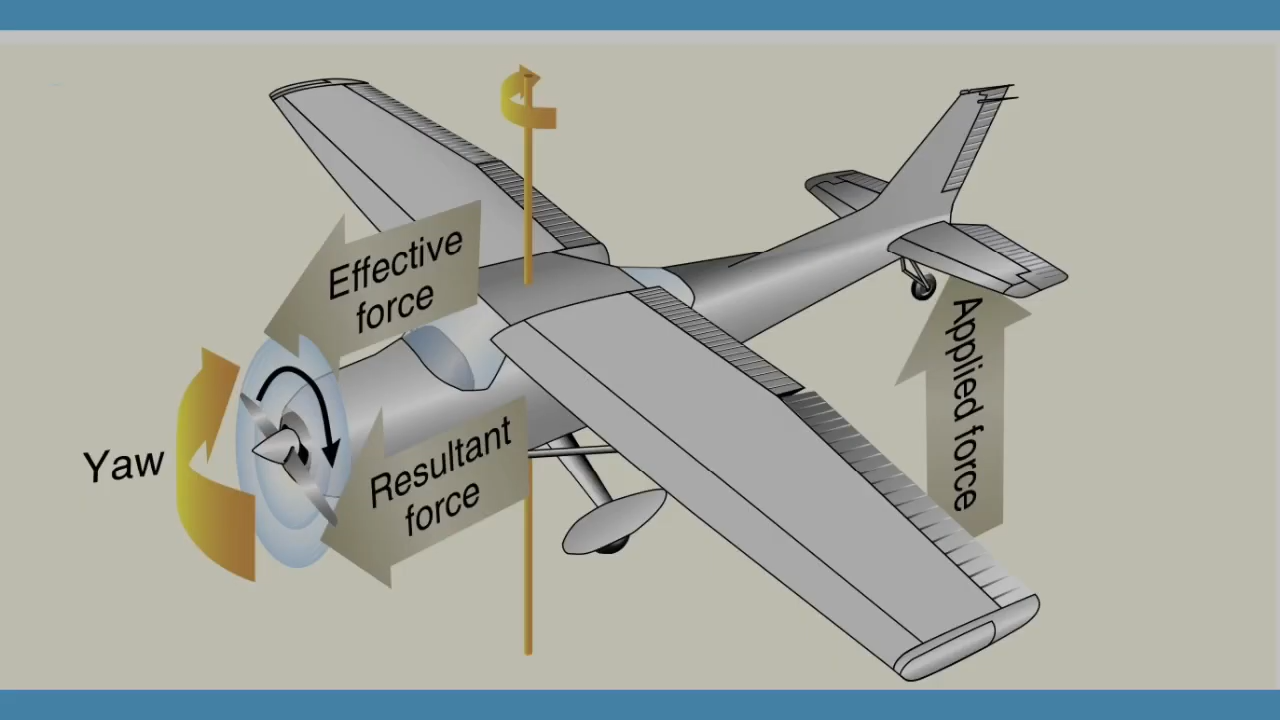 Effective
force
Yaw
Resultant
force
Applied force